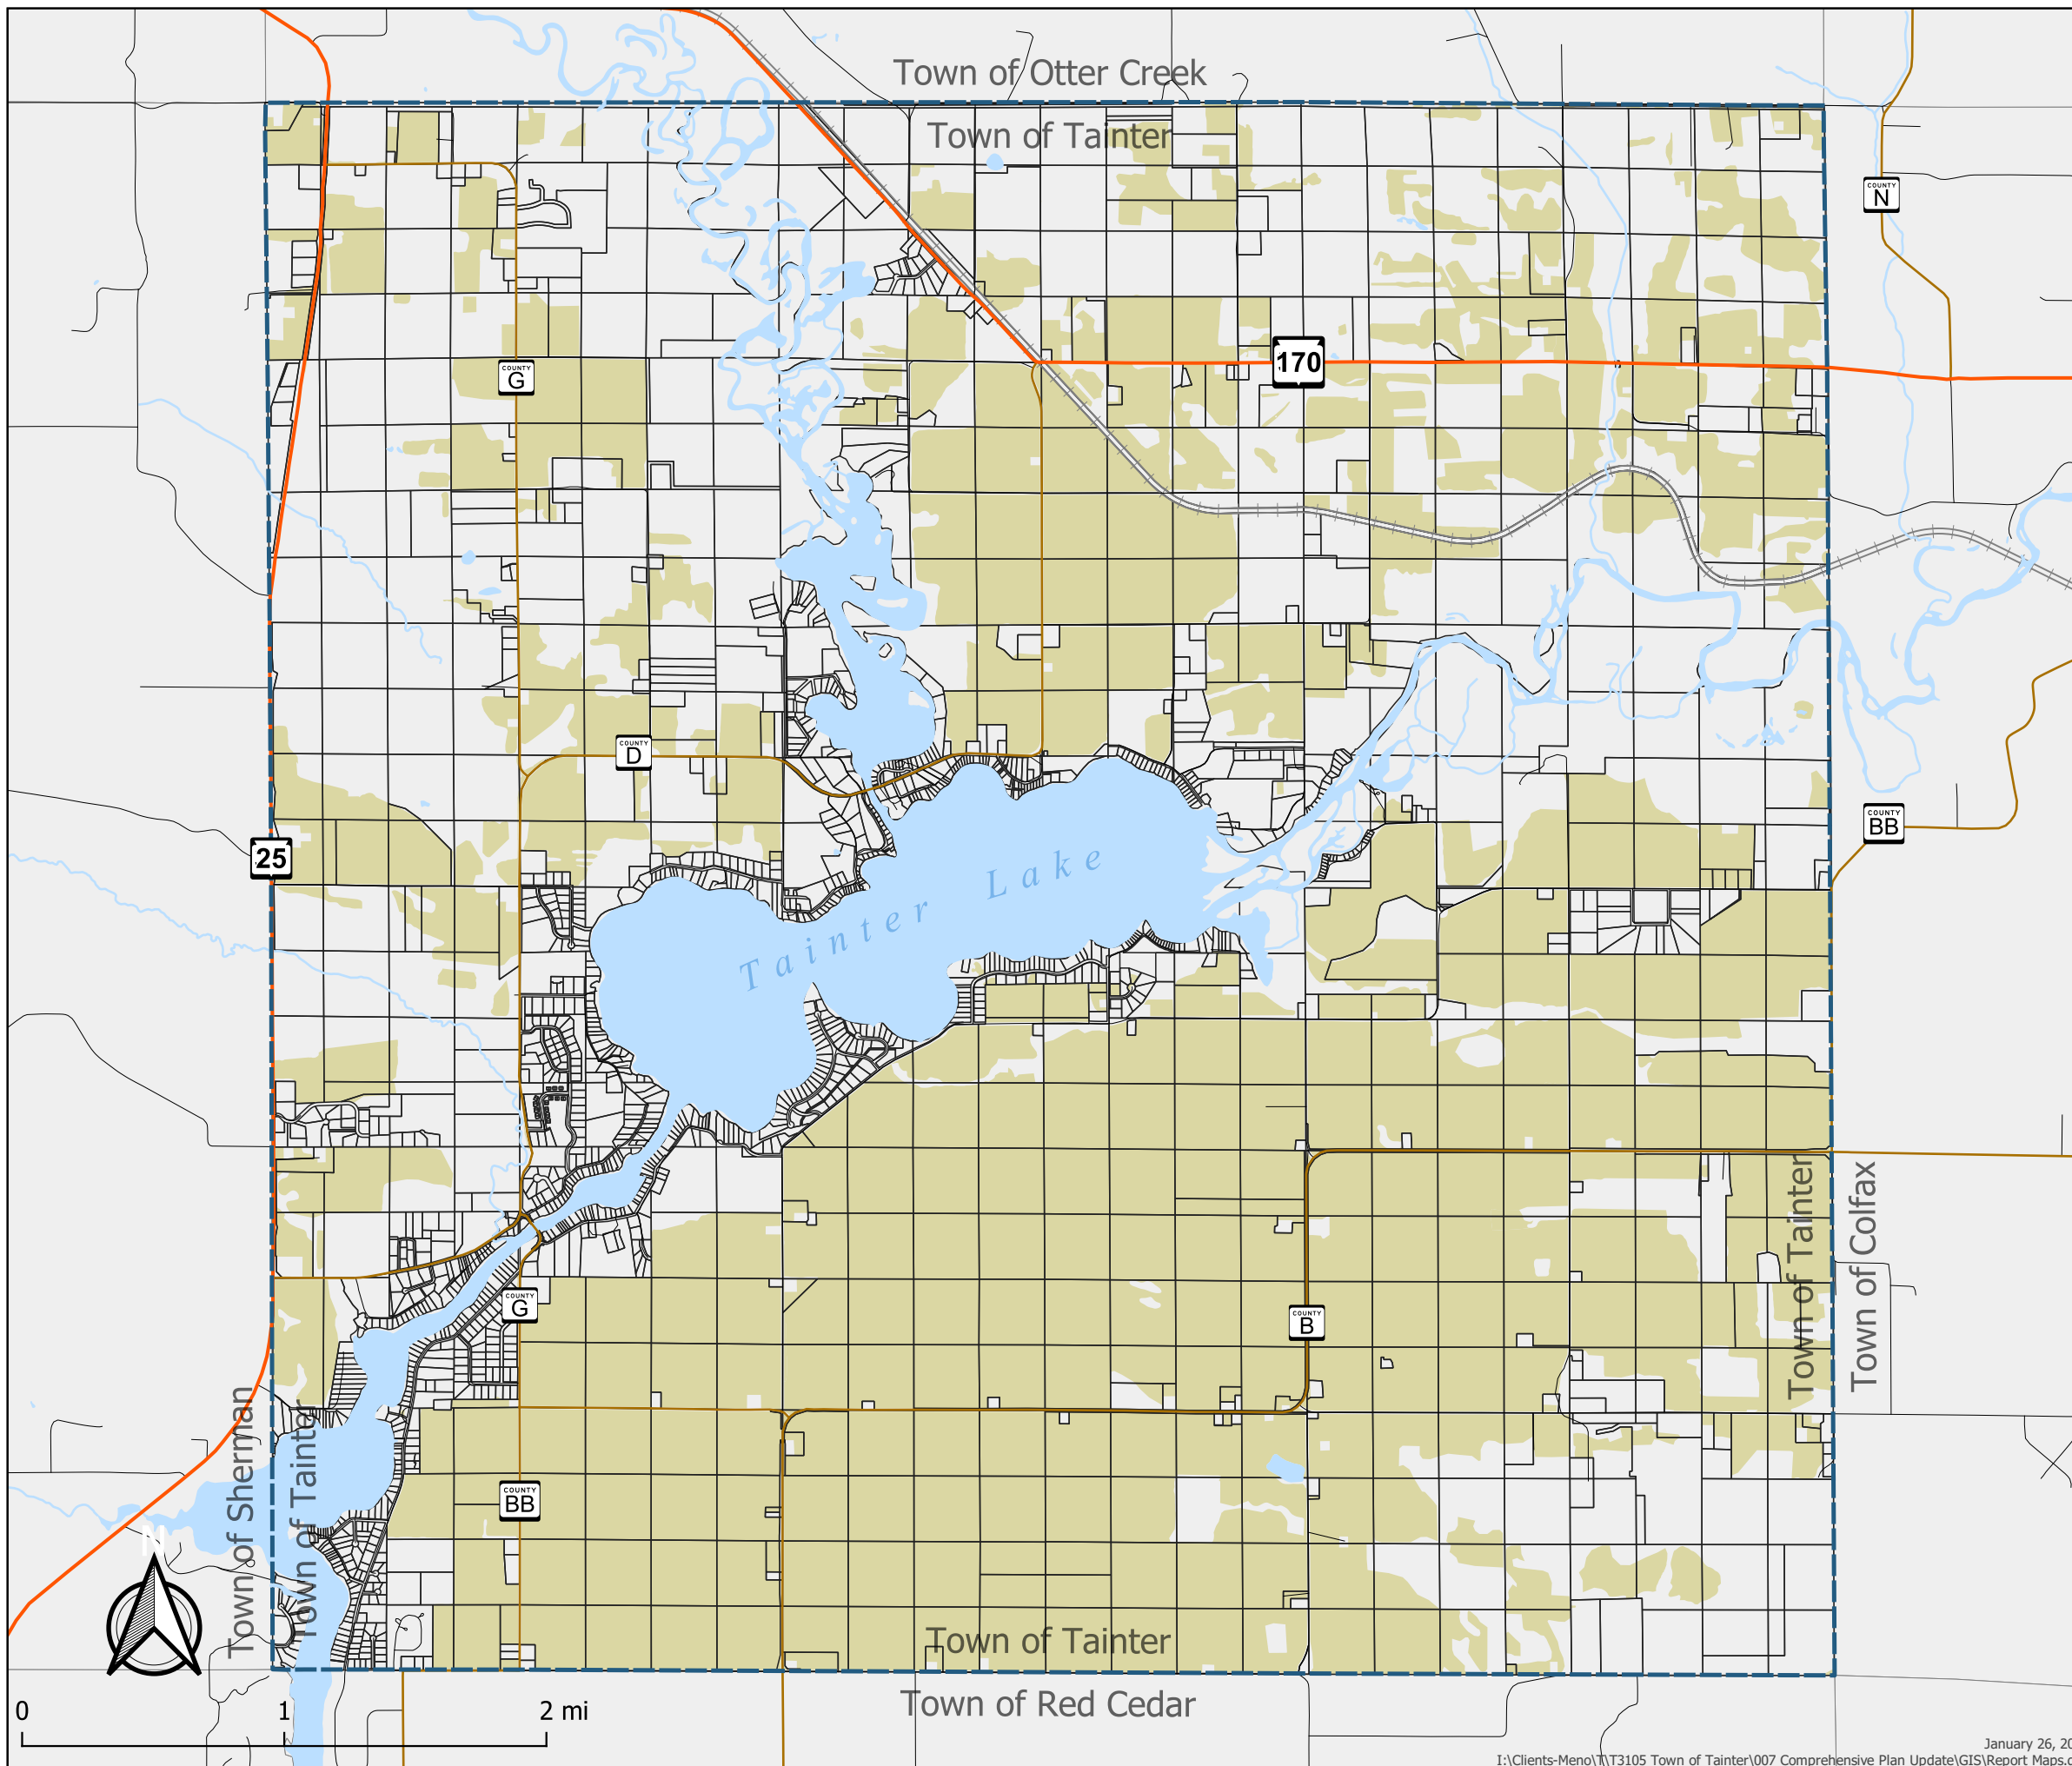 Town of Otter Creek
Town of Tainter
COUNTY
N
170
COUNTY
G
COUNTY
D
COUNTY
BB
25
Tainter Lake
Town of Tainter
Town of Colfax
COUNTY
G
COUNTY
B
Town of Sherman
Town of Tainter
COUNTY
BB
N
Town of Tainter
Town of Red Cedar
0 1 2 mi
January 26, 20
I:\Clients-Meno\T\T3105 Town of Tainter\007 Comprehensive Plan Update\GIS\Report Maps.